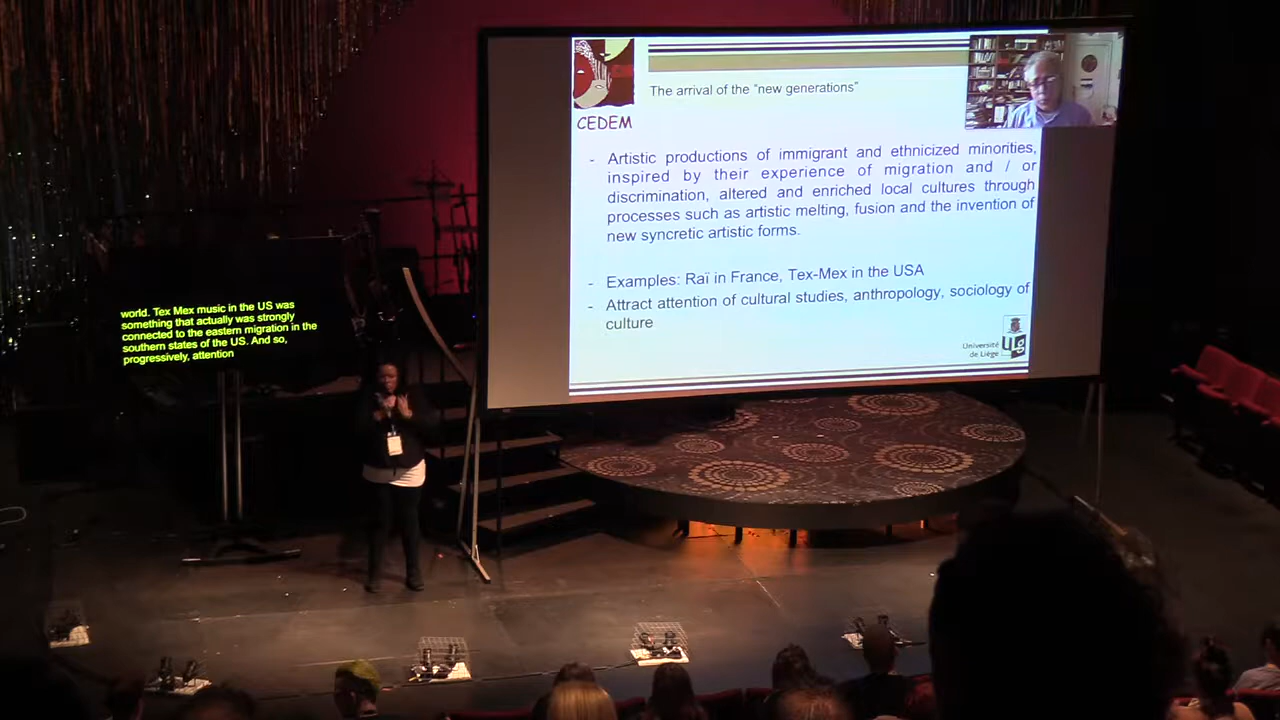 The arrival of the "new generations"
CEDEM
- Artistic productions of immigrant and ethnicized minorities,
inspired by their experience of migration and / or
discrimination, altered and enriched local cultures through
processes such as artistic melting, fusion and the invention of
new syncretic artistic forms.
- Examples: Raï in France, Tex-Mex in the USA
- Attract attention of cultural studies, anthropology, sociology of
culture
Université
de Liège
ulg
world. Tex Mex music in the US was
something that actually was strongly
connected to the eastern migration in the
southern states of the US. And so,
progressively, attention